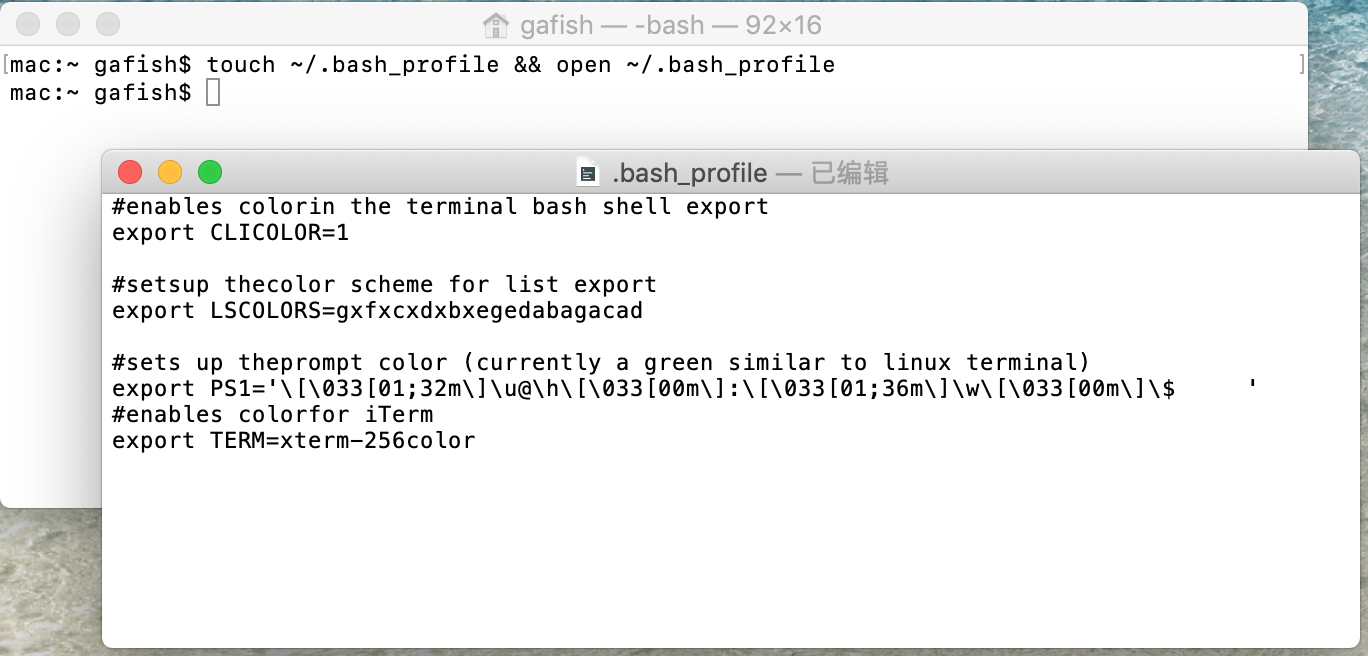 gafish — -bash — 92×16
[mac:~ gafish$ touch ~/.bash_profile && open ~/.bash_profile ]
mac:~ gafish$
.bash_profile — 已编辑
#enables colorin the terminal bash shell export
export CLICOLOR=1
#setsup thecolor scheme for list export
export LSCOLORS=gxfxcxdxbxegedabagacad
#sets up theprompt color (currently a green similar to linux terminal)
export PS1='\[\033[01;32m\]\u@\h\[\033[00m\]:\[\033[01;36m\]\w\[\033[00m\]\$     '
#enables colorfor iTerm
export TERM=xterm-256color